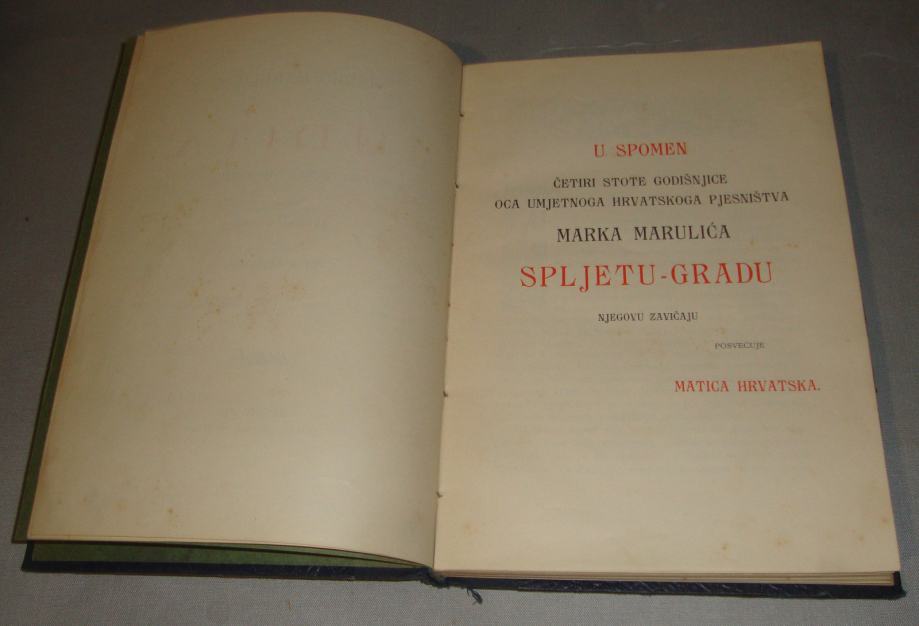 U SPOMEN
ČETIRI STOTE GODIŠNJICE
OCA UMJETNOGA HRVATSKOGA PJESNIŠTVA
MARKA MARULIĆA
SPLJETU-GRADU
NJEGOVU ZAVIČAJU
POSVEĆUJE
MATICA HRVATSKA.